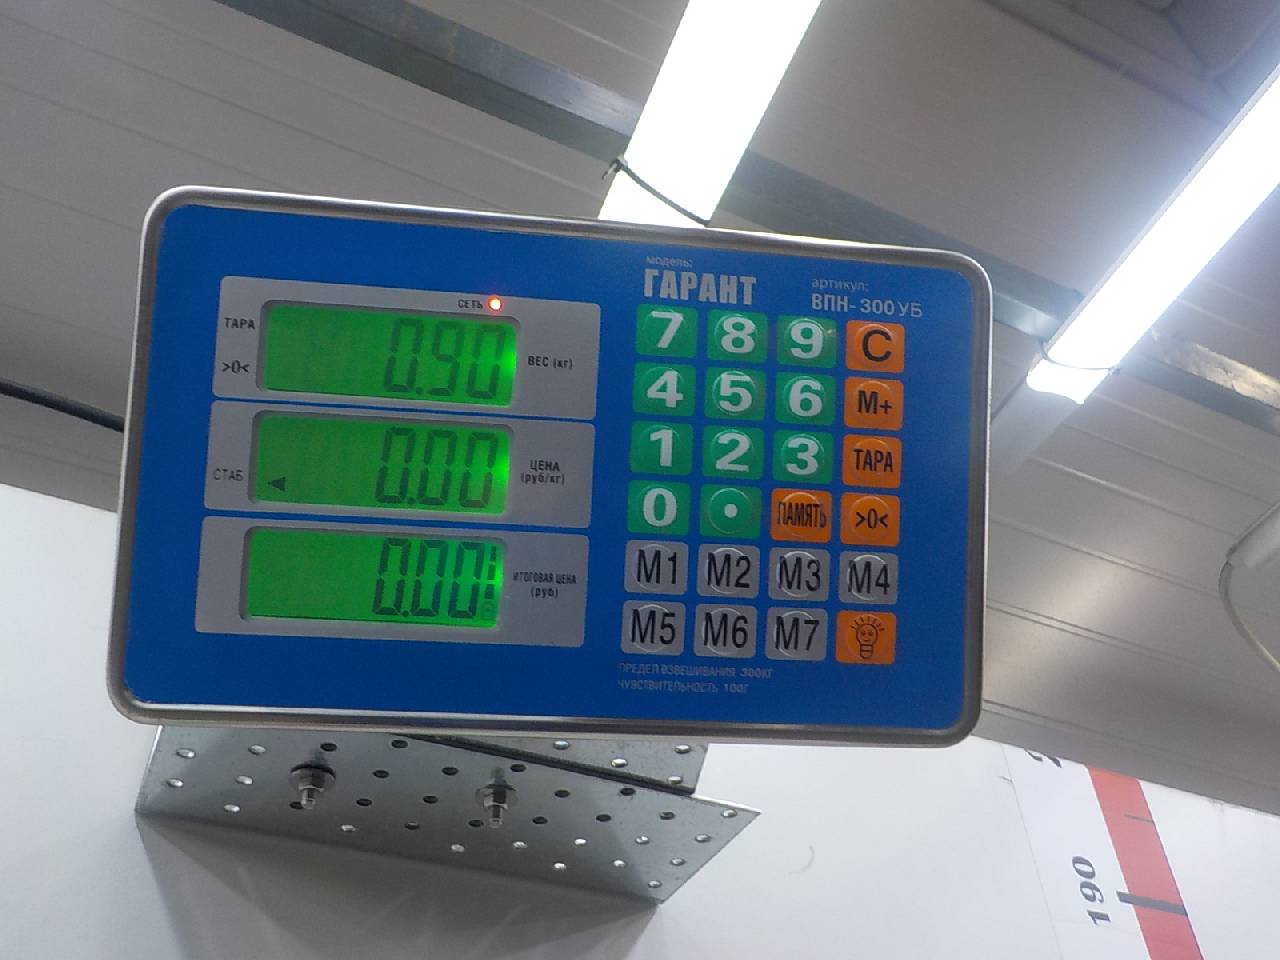 модель:
ГАРАНТ
артикул:
ВПН-300УБ
СЕТЬ
ТАРА
>0<
0.90
ВЕС (кг)
СТАБ
0.00
ЦЕНА
(руб/кг)
0.00
ИТОГОВАЯ ЦЕНА
(руб)
7 8 9 C
4 5 6 M+
1 2 3 ТАРА
0 . ПАМЯТЬ >0<
M1 M2 M3 M4
M5 M6 M7
ПРЕДЕЛ ВЗВЕШИВАНИЯ 300КГ
ЧУВСТВИТЕЛЬНОСТЬ 100Г
190